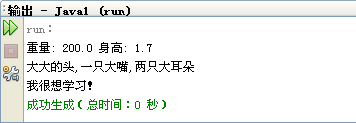 输出 - Java1 (run)
run:
重量: 200.0 身高: 1.7
大大的头,一只大嘴,两只大耳朵
我很想学习!
成功生成(总时间:0 秒)